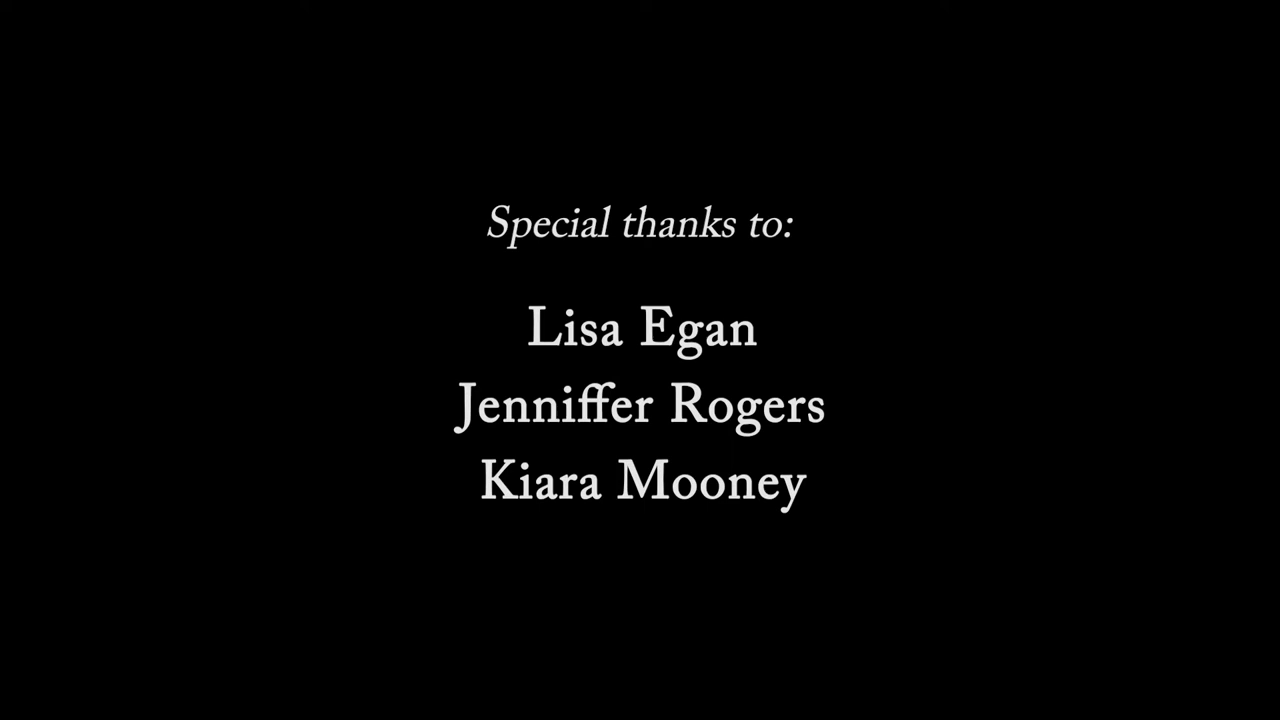 Special thanks to:
Lisa Egan
Jenniffer Rogers
Kiara Mooney